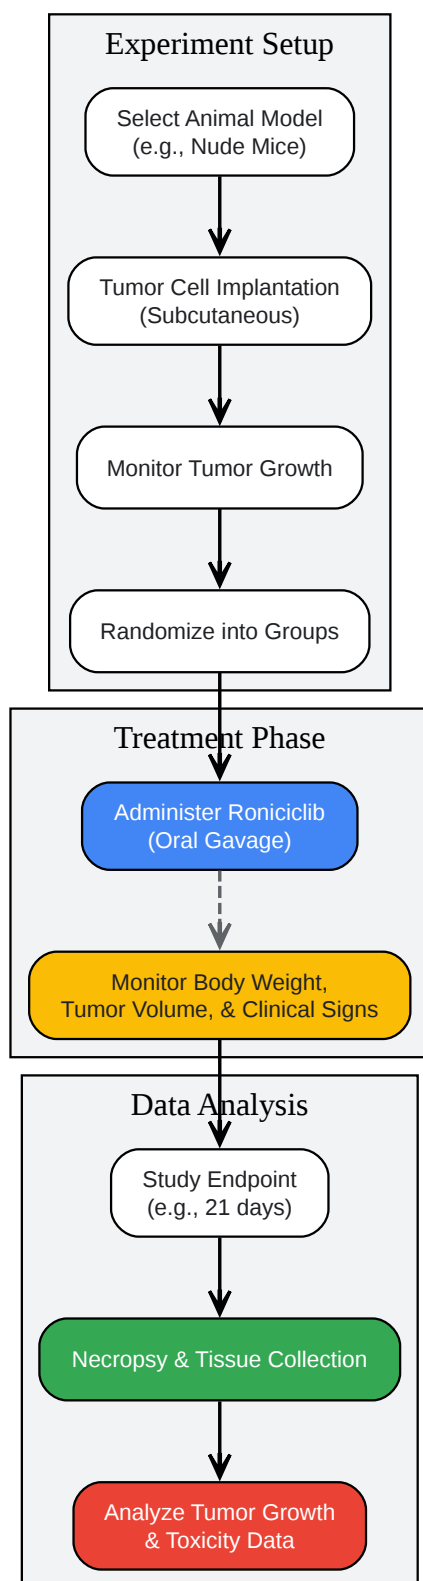 Experiment Setup
Select Animal Model
(e.g., Nude Mice)
Tumor Cell Implantation
(Subcutaneous)
Monitor Tumor Growth
Randomize into Groups
Treatment Phase
Administer Roniciclib
(Oral Gavage)
Monitor Body Weight,
Tumor Volume, & Clinical Signs
Data Analysis
Study Endpoint
(e.g., 21 days)
Necropsy & Tissue Collection
Analyze Tumor Growth
& Toxicity Data